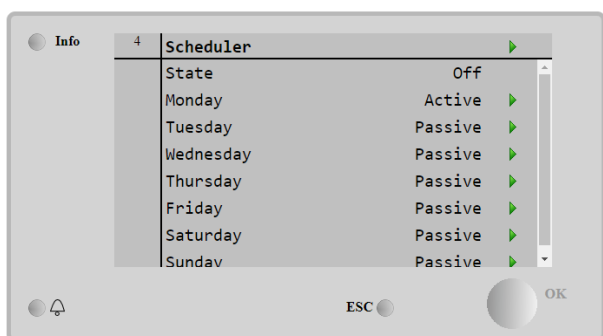 Info
4 Scheduler
State Off
Monday Active
Tuesday Passive
Wednesday Passive
Thursday Passive
Friday Passive
Saturday Passive
Sunday Passive
ESC
OK